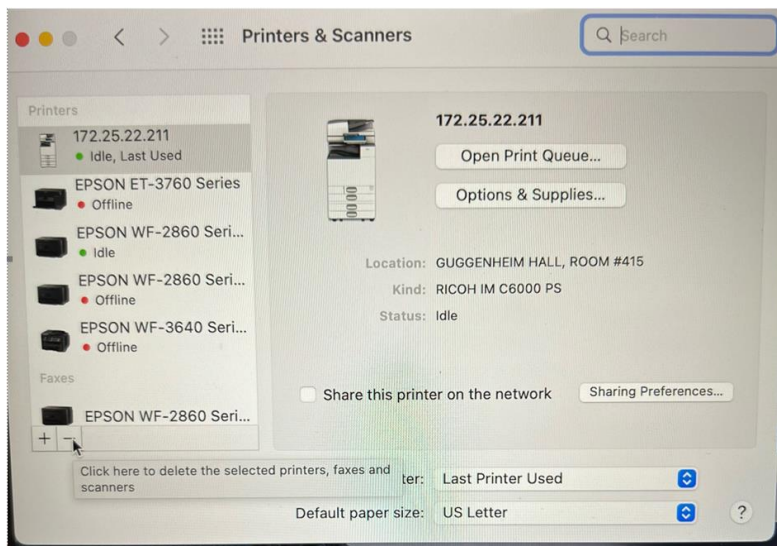 Printers & Scanners
Search
Printers
172.25.22.211
Idle, Last Used
EPSON ET-3760 Series
Offline
EPSON WF-2860 Seri...
Idle
EPSON WF-2860 Seri...
Offline
EPSON WF-3640 Seri...
Offline
Faxes
EPSON WF-2860 Seri...
+ −
172.25.22.211
Open Print Queue...
Options & Supplies...
Location: GUGGENHEIM HALL, ROOM #415
Kind: RICOH IM C6000 PS
Status: Idle
Share this printer on the network
Sharing Preferences...
Click here to delete the selected printers, faxes and
scanners
ter: Last Printer Used
Default paper size: US Letter
?